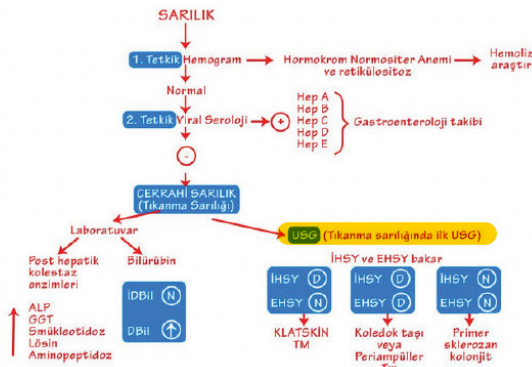 SARILIK
1. Tetkik Hemogram
Hormokrom Normositer Anemi
ve retikülositoz
Hemoliz
araştır
Normal
2. Tetkik Viral Seroloji
+
Hep A
Hep B
Hep C
Hep D
Hep E
Gastroenteroloji takibi
-
CERRAHİ SARILIK
(Tıkanma Sarılığı)
Laboratuvar
Post hepatik
kolestaz
enzimleri
ALP
GGT
5nükleotidoz
Lösin
Aminopeptidoz
Bilürübin
İDBil N
DBil
USG (Tıkanma sarılığında ilk USG)
İHSY ve EHSY bakar
İHSY D
EHSY N
KLATSKİN
TM
İHSY D
EHSY D
Koledok taşı
veya
Periampüller
İHSY N
EHSY N
Primer
sklerozan
kolonjit